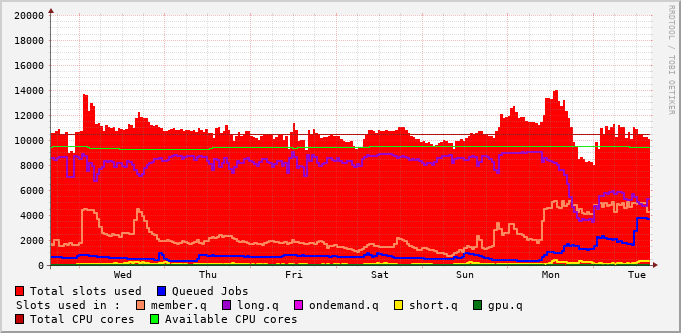 20000
18000
16000
14000
12000
10000
8000
6000
4000
2000
0
Wed Thu Fri Sat Sun Mon Tue
RRDTOOL / TOBI OETIKER
Total slots used Queued Jobs
Slots used in : member.q long.q ondemand.q short.q gpu.q
Total CPU cores Available CPU cores